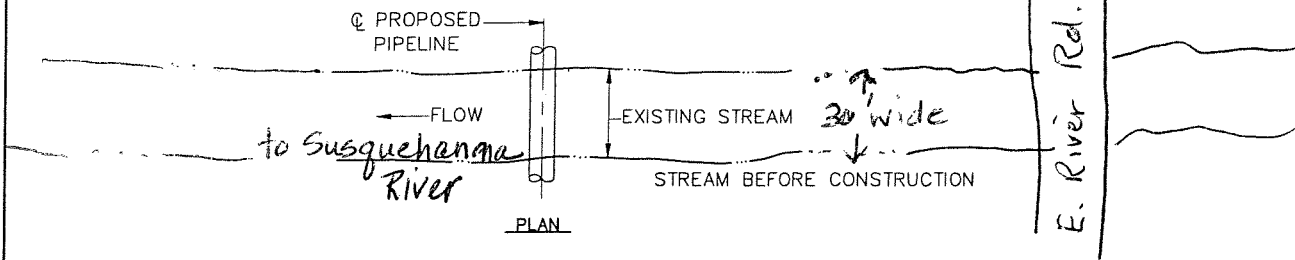 ℄ PROPOSED
PIPELINE
FLOW
EXISTING STREAM
30' wide
to Susquehanna
River
STREAM BEFORE CONSTRUCTION
PLAN
E. River Rd.